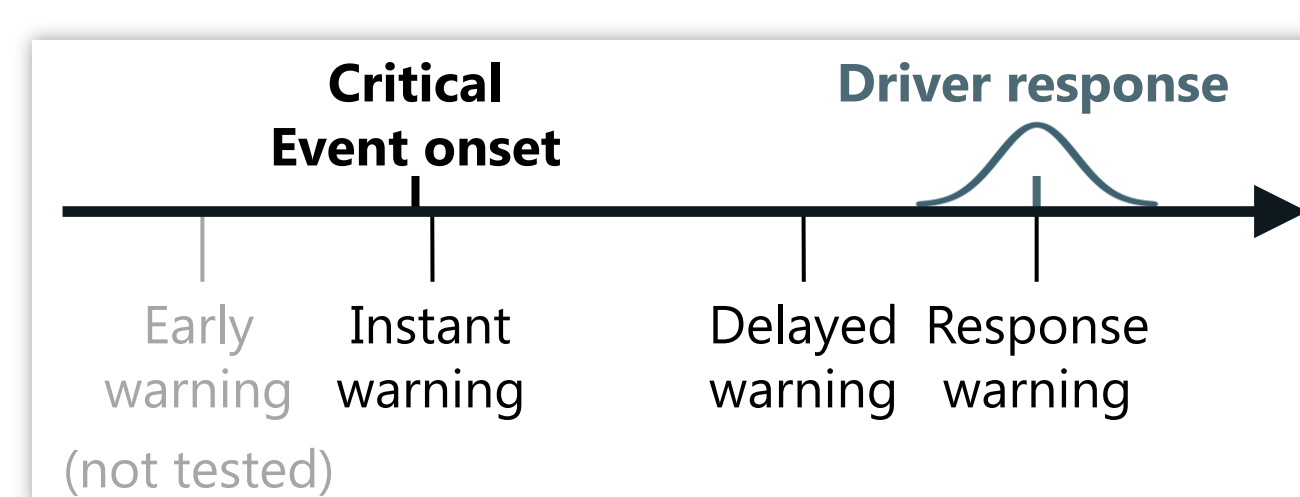 Critical
Event onset
Driver response
Early
warning
(not tested)
Instant
warning
Delayed
warning
Response
warning